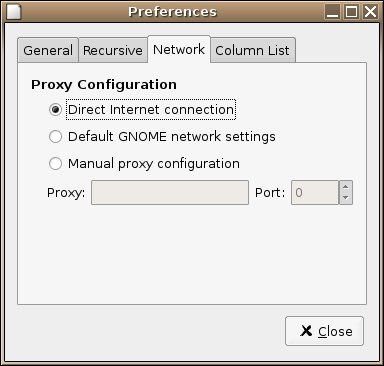 Preferences
General Recursive Network Column List
Proxy Configuration
Direct Internet connection
Default GNOME network settings
Manual proxy configuration
Proxy: Port: 0
Close